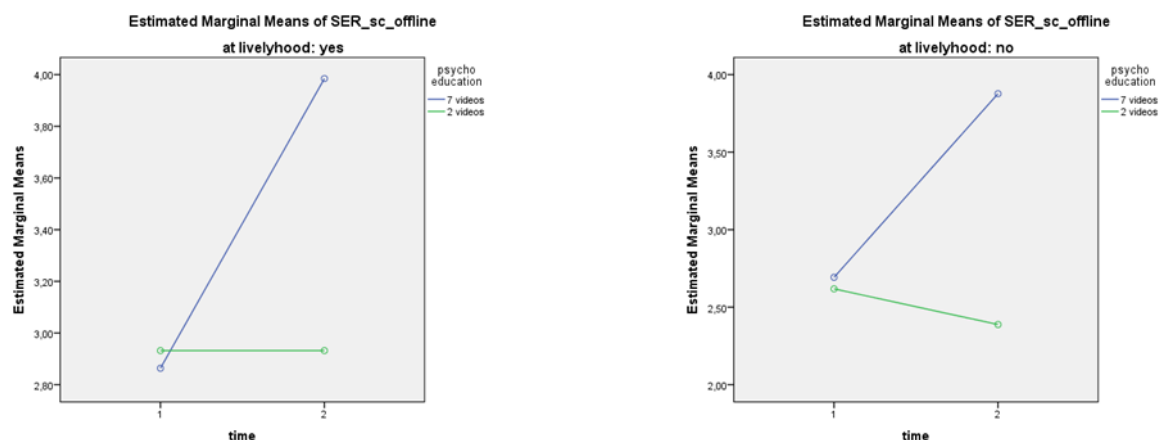 Estimated Marginal Means of SER_sc_offline
at livelyhood: yes
psycho
education
7 videos
2 videos
4,00
3,80
3,60
3,40
3,20
3,00
2,80
Estimated Marginal Means
1
2
time
Estimated Marginal Means of SER_sc_offline
at livelyhood: no
psycho
education
7 videos
2 videos
4,00
3,50
3,00
2,50
2,00
Estimated Marginal Means
1
2
time